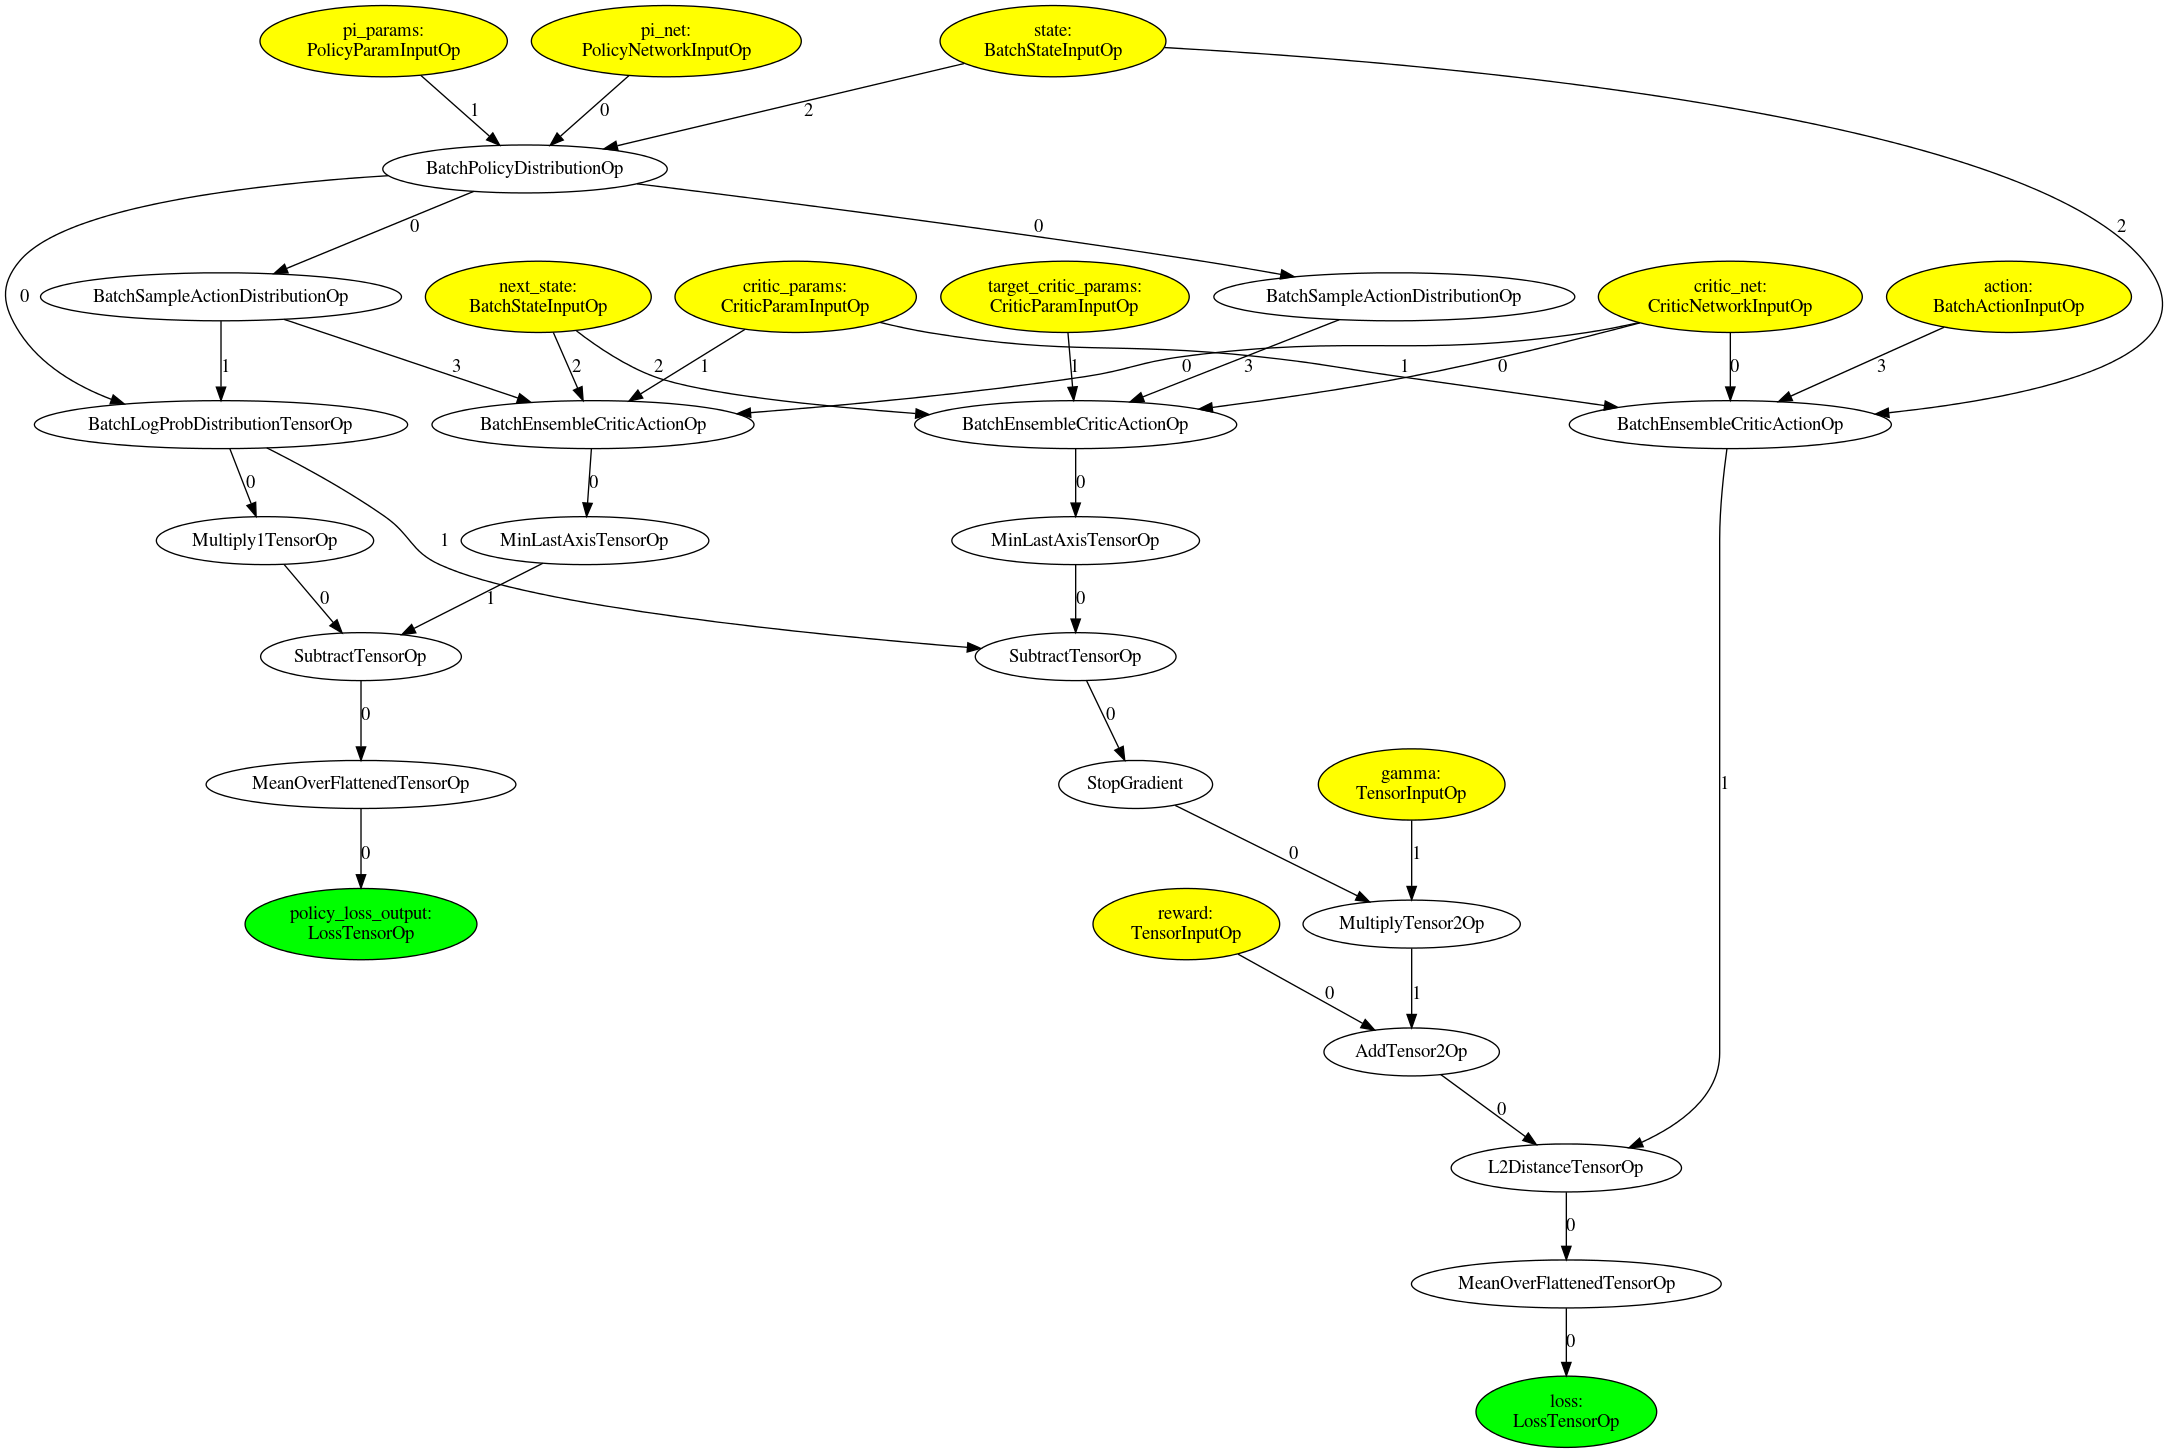 pi_params:
PolicyParamInputOp
pi_net:
PolicyNetworkInputOp
state:
BatchStateInputOp
1
0
2
BatchPolicyDistributionOp
0
0
2
0
BatchSampleActionDistributionOp
next_state:
BatchStateInputOp
critic_params:
CriticParamInputOp
target_critic_params:
CriticParamInputOp
BatchSampleActionDistributionOp
critic_net:
CriticNetworkInputOp
action:
BatchActionInputOp
1
3
2
2
1
1
0
3
1
0
0
3
BatchLogProbDistributionTensorOp
BatchEnsembleCriticActionOp
BatchEnsembleCriticActionOp
BatchEnsembleCriticActionOp
0
0
0
Multiply1TensorOp
1
MinLastAxisTensorOp
MinLastAxisTensorOp
0
1
0
SubtractTensorOp
SubtractTensorOp
0
0
MeanOverFlattenedTensorOp
StopGradient
gamma:
TensorInputOp
1
0
0
1
policy_loss_output:
LossTensorOp
reward:
TensorInputOp
MultiplyTensor2Op
0
1
AddTensor2Op
0
L2DistanceTensorOp
0
MeanOverFlattenedTensorOp
0
loss:
LossTensorOp